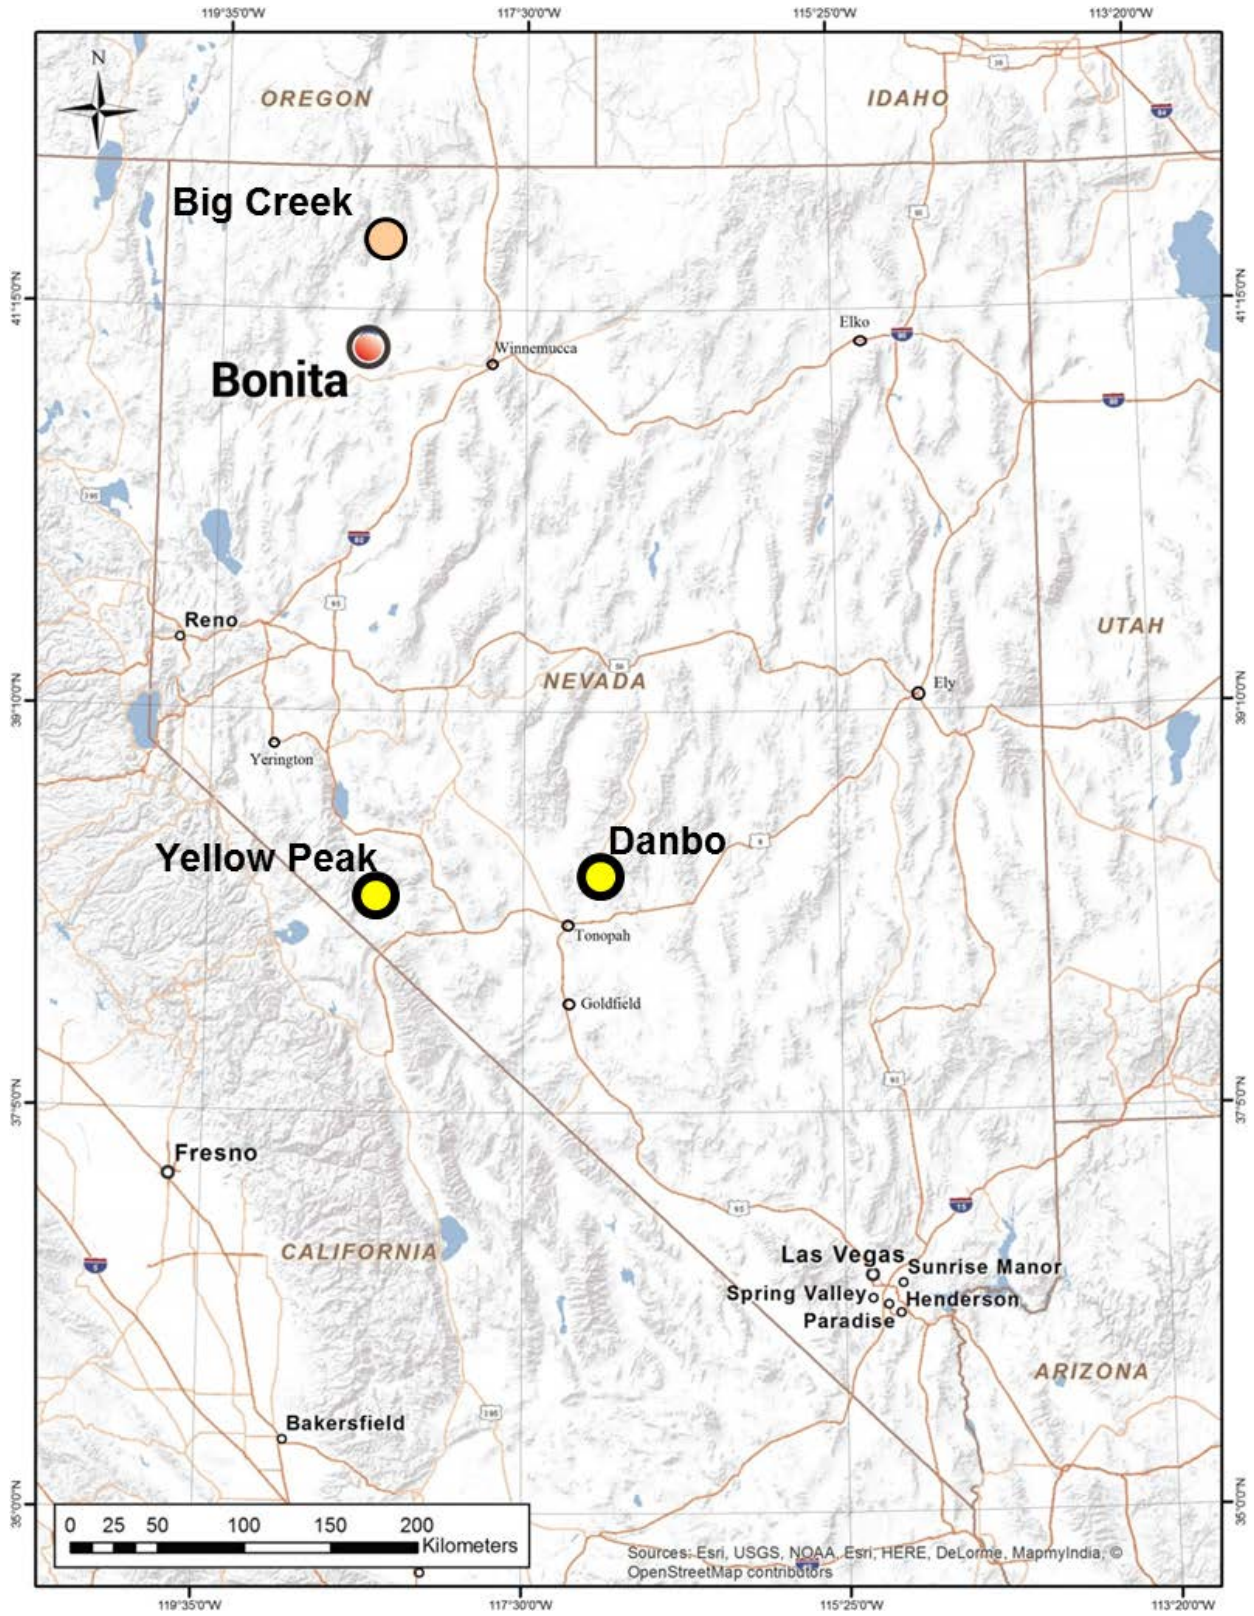 119°35'0"W 117°30'0"W 115°25'0"W 113°20'0"W
N
OREGON
IDAHO
Big Creek
41°15'0"N
41°15'0"N
Elko
Winnemucca
Bonita
Reno
UTAH
NEVADA
Ely
39°10'0"N
39°10'0"N
Yerington
Danbo
Yellow Peak
Tonopah
Goldfield
37°5'0"N
37°5'0"N
Fresno
Las Vegas
CALIFORNIA
Sunrise Manor
Spring Valley
Henderson
Paradise
ARIZONA
Bakersfield
35°0'0"N
35°0'0"N
0 25 50 100 150 200
Kilometers
Sources: Esri, USGS, NOAA, Esri, HERE, DeLorme, MapmyIndia, ©
OpenStreetMap contributors
119°35'0"W 117°30'0"W 115°25'0"W 113°20'0"W